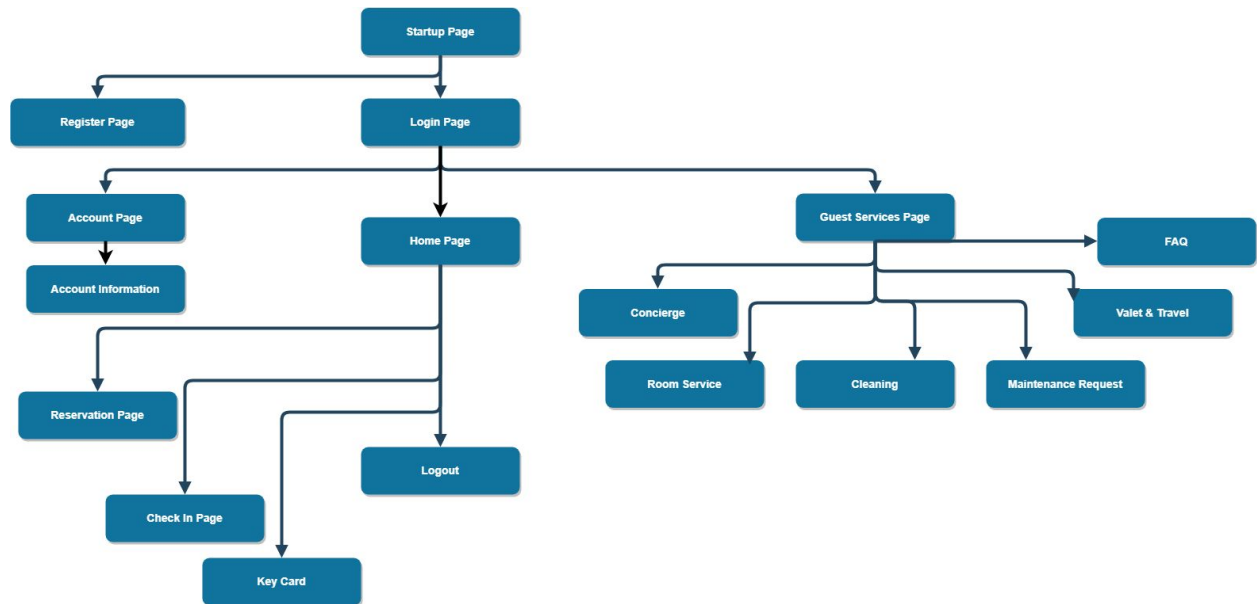 Startup Page
Register Page
Login Page
Account Page
Guest Services Page
Home Page
FAQ
Account Information
Concierge
Valet & Travel
Room Service
Cleaning
Maintenance Request
Reservation Page
Logout
Check In Page
Key Card